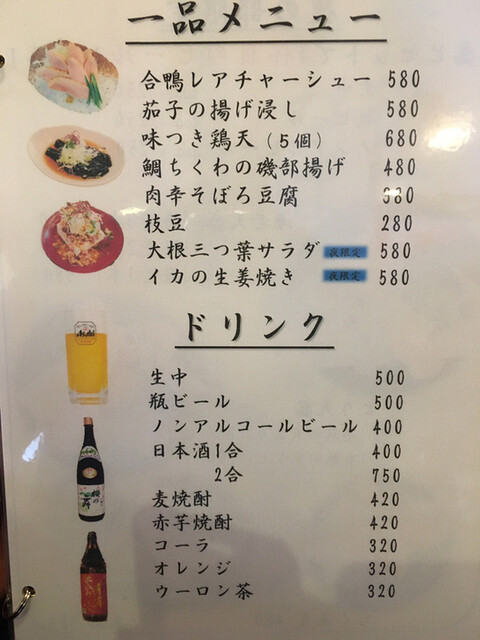 一品メニュー
合鴨レアチャーシュー 580
茄子の揚げ浸し 580
味つき鶏天(5個) 680
鯛ちくわの磯部揚げ 480
肉辛そぼろ豆腐 380
枝豆 280
大根三つ葉サラダ 夜限定 580
イカの生姜焼き 夜限定 580
ドリンク
生中 500
瓶ビール 500
ノンアルコールビール 400
日本酒1合 400
2合 750
麦焼酎 420
赤芋焼酎 420
コーラ 320
オレンジ 320
ウーロン茶 320